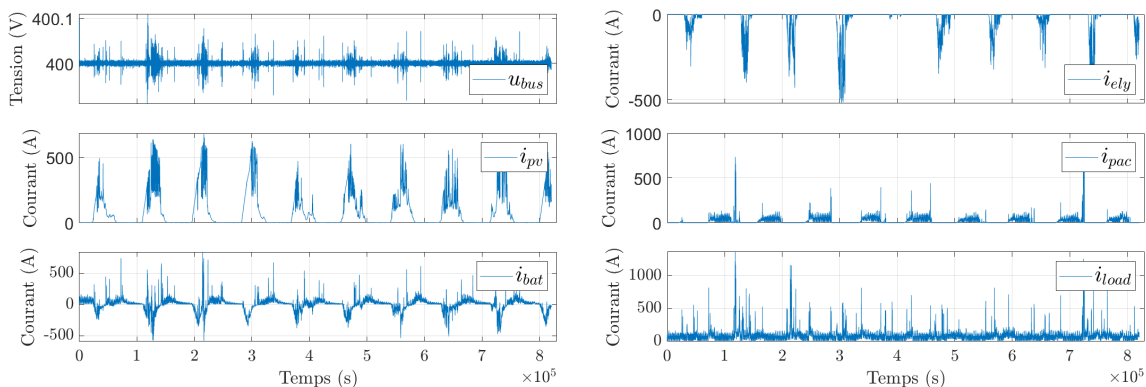 Tension (V)
400.1
400
u_bus
Courant (A)
500
0
i_pv
Courant (A)
500
0
-500
i_bat
0 1 2 3 4 5 6 7 8
Temps (s)
×10^5
Courant (A)
0
-500
i_ely
Courant (A)
1000
500
0
i_pac
Courant (A)
1000
500
0
i_load
0 1 2 3 4 5 6 7 8
Temps (s)
×10^5